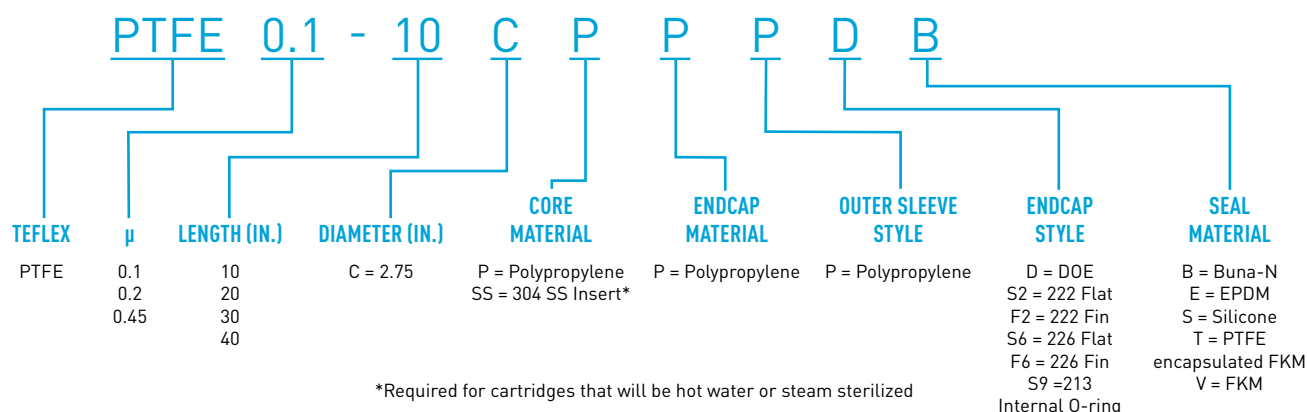 PTFE 0.1 - 10 C P P P D B
TEFLEX
PTFE
µ
0.1
0.2
0.45
LENGTH (IN.)
10
20
30
40
DIAMETER (IN.)
C = 2.75
CORE
MATERIAL
P = Polypropylene
SS = 304 SS Insert*
ENDCAP
MATERIAL
P = Polypropylene
OUTER SLEEVE
STYLE
P = Polypropylene
ENDCAP
STYLE
D = DOE
S2 = 222 Flat
F2 = 222 Fin
S6 = 226 Flat
F6 = 226 Fin
S9 =213
Internal O-ring
SEAL
MATERIAL
B = Buna-N
E = EPDM
S = Silicone
T = PTFE
encapsulated FKM
V = FKM
*Required for cartridges that will be hot water or steam sterilized